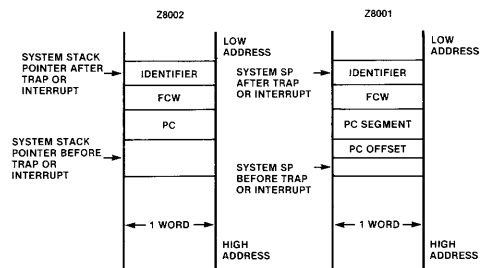 Z8002
LOW
ADDRESS
SYSTEM STACK
POINTER AFTER
TRAP OR
INTERRUPT
IDENTIFIER
FCW
PC
SYSTEM STACK
POINTER BEFORE
TRAP OR
INTERRUPT
1 WORD
HIGH
ADDRESS
Z8001
LOW
ADDRESS
SYSTEM SP
AFTER TRAP
OR INTERRUPT
IDENTIFIER
FCW
PC SEGMENT
PC OFFSET
SYSTEM SP
BEFORE TRAP
OR INTERRUPT
1 WORD
HIGH
ADDRESS